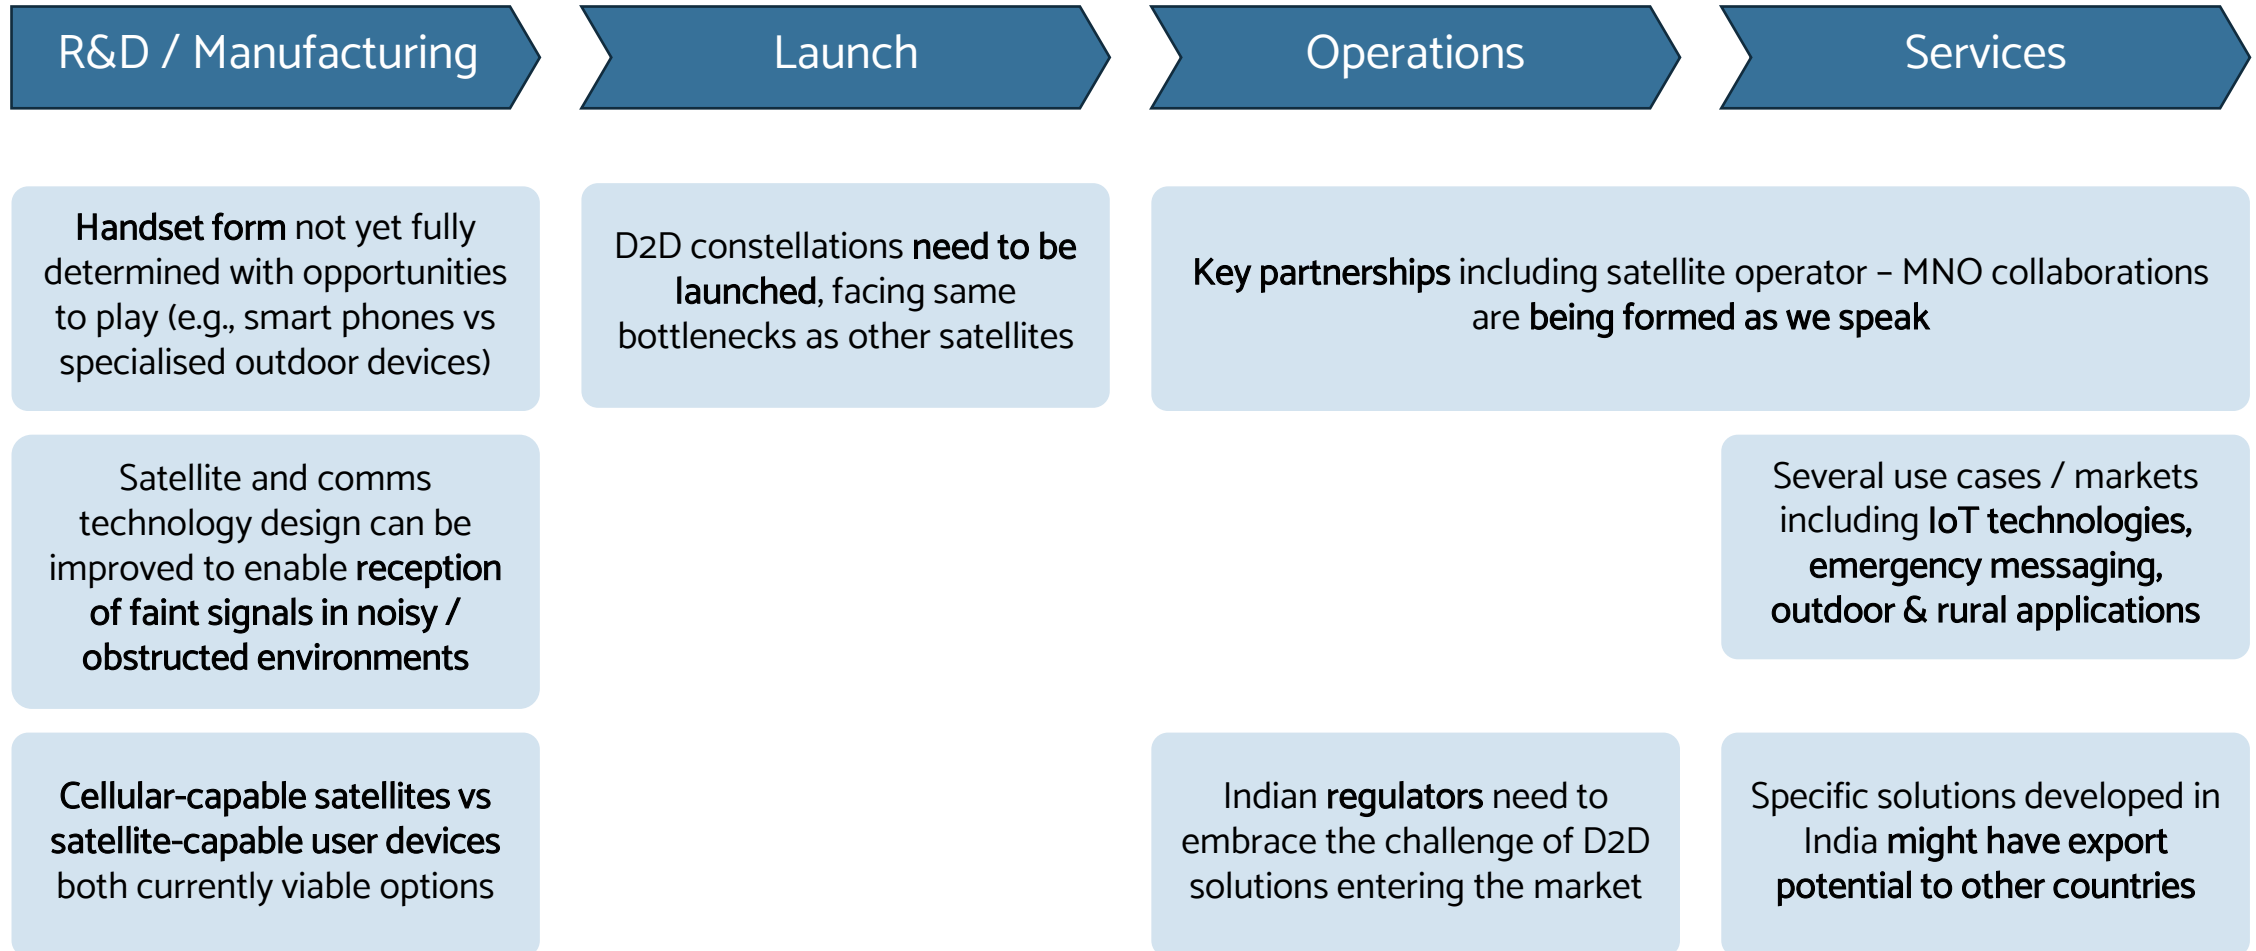 R&D / Manufacturing
Launch
Operations
Services
Handset form not yet fully
determined with opportunities
to play (e.g., smart phones vs
specialised outdoor devices)
D2D constellations need to be
launched, facing same
bottlenecks as other satellites
Key partnerships including satellite operator – MNO collaborations
are being formed as we speak
Satellite and comms
technology design can be
improved to enable reception
of faint signals in noisy /
obstructed environments
Several use cases / markets
including IoT technologies,
emergency messaging,
outdoor & rural applications
Cellular-capable satellites vs
satellite-capable user devices
both currently viable options
Indian regulators need to
embrace the challenge of D2D
solutions entering the market
Specific solutions developed in
India might have export
potential to other countries